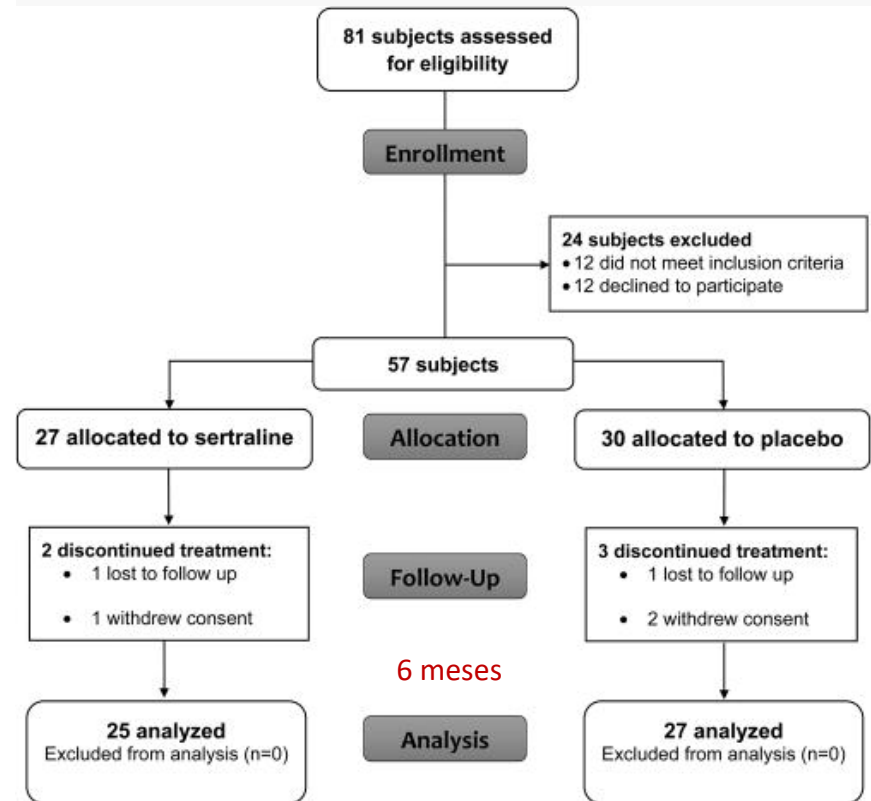 81 subjects assessed
for eligibility
Enrollment
24 subjects excluded
• 12 did not meet inclusion criteria
• 12 declined to participate
57 subjects
27 allocated to sertraline
Allocation
30 allocated to placebo
2 discontinued treatment:
• 1 lost to follow up
• 1 withdrew consent
Follow-Up
3 discontinued treatment:
• 1 lost to follow up
• 2 withdrew consent
6 meses
25 analyzed
Excluded from analysis (n=0)
Analysis
27 analyzed
Excluded from analysis (n=0)